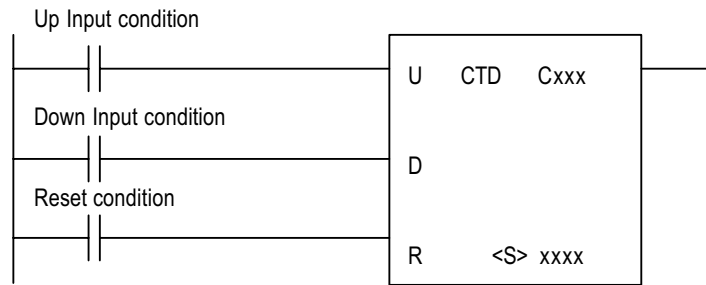 Up Input condition
U CTD Cxxx
Down Input condition
D
Reset condition
R <S> xxxx